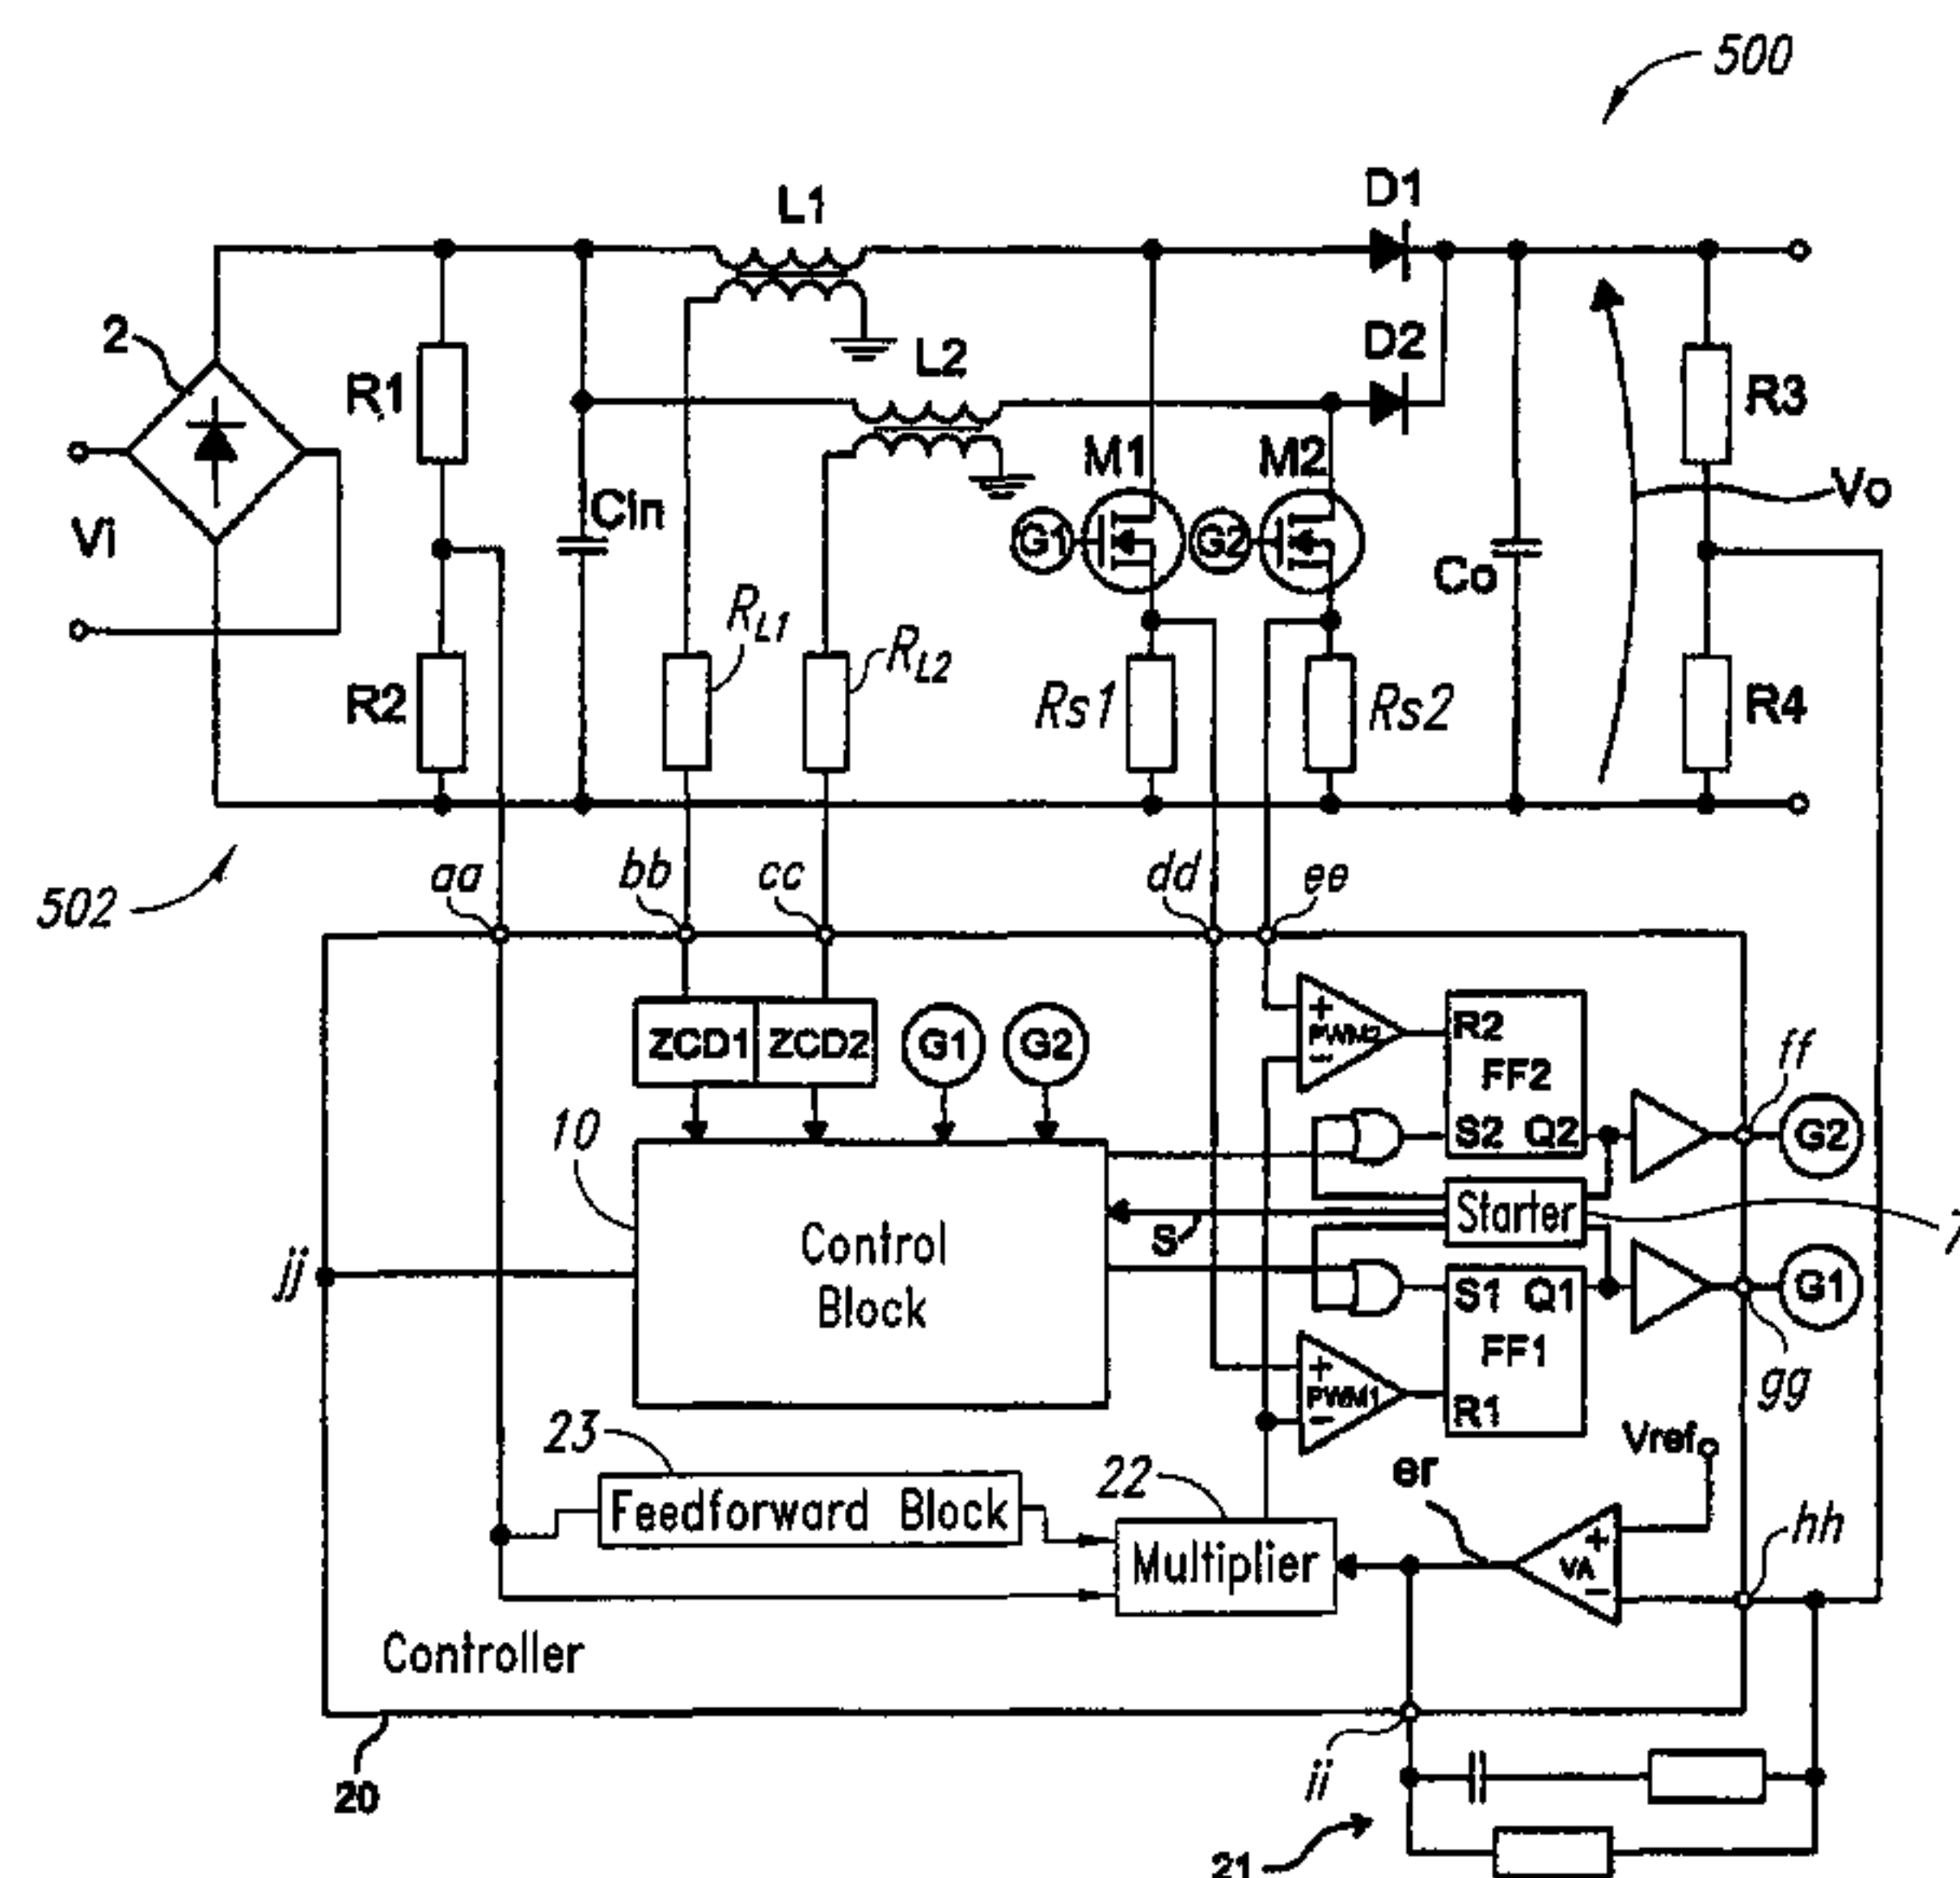 500
D1
L1
2
L2
D2
R1
R3
M1
M2
Vi
Cin
G1
G2
Vo
Co
RL1
RL2
R2
Rs1
Rs2
R4
502
aa
bb
cc
dd
ee
ZCD1
ZCD2
G1
G2
+
PWM2
−
R2
FF2
S2 Q2
ff
G2
10
Control
Block
S
Starter
jj
S1 Q1
FF1
R1
G1
gg
+
PWM1
−
23
Feedforward Block
22
Multiplier
er
Vref
+
VA
−
hh
Controller
20
ii
21